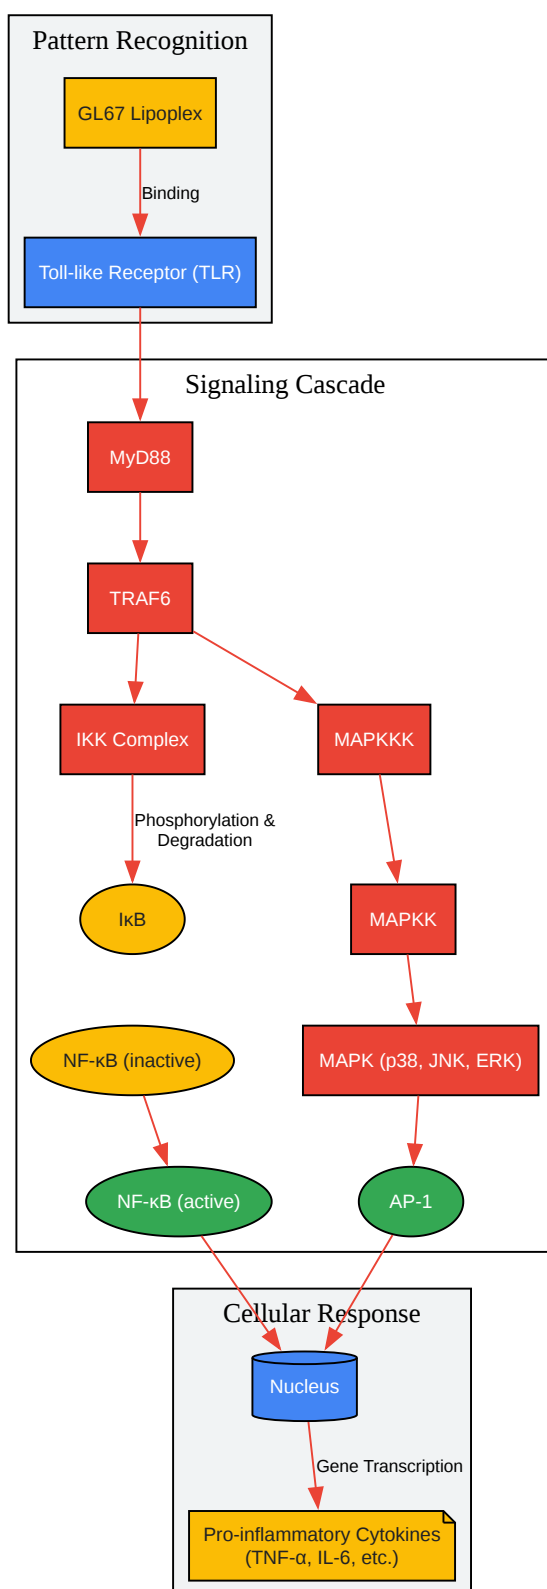 Pattern Recognition
GL67 Lipoplex
Binding
Toll-like Receptor (TLR)
Signaling Cascade
MyD88
TRAF6
IKK Complex
MAPKKK
Phosphorylation &
Degradation
IκB
MAPKK
NF-κB (inactive)
MAPK (p38, JNK, ERK)
NF-κB (active)
AP-1
Cellular Response
Nucleus
Gene Transcription
Pro-inflammatory Cytokines
(TNF-α, IL-6, etc.)